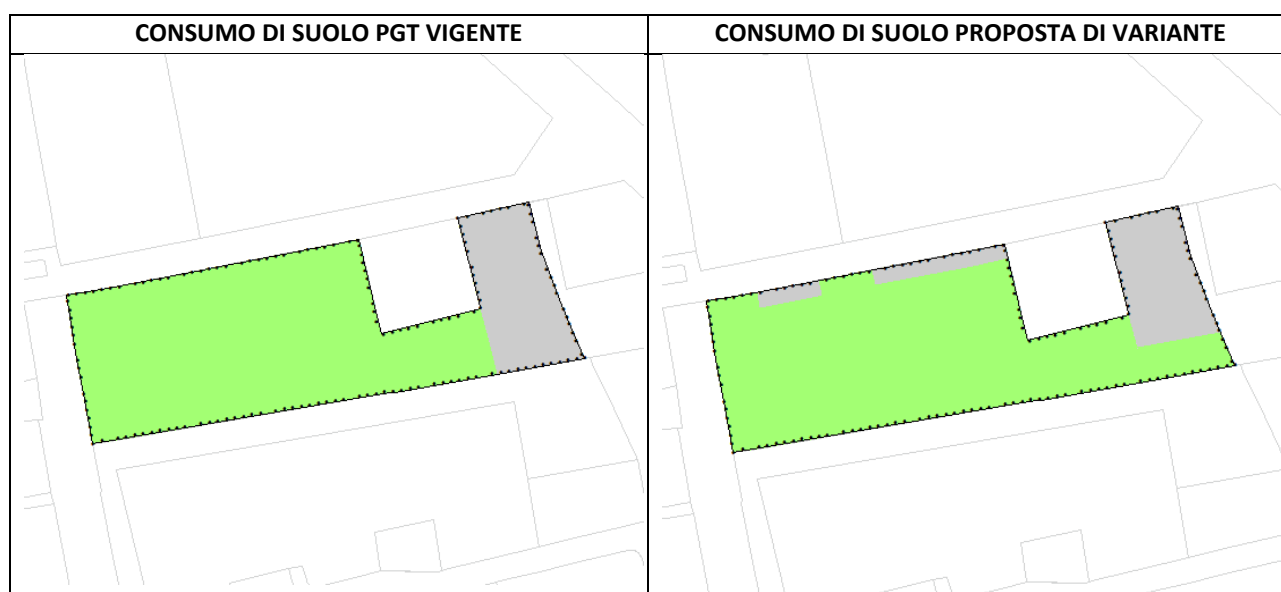 CONSUMO DI SUOLO PGT VIGENTE
CONSUMO DI SUOLO PROPOSTA DI VARIANTE